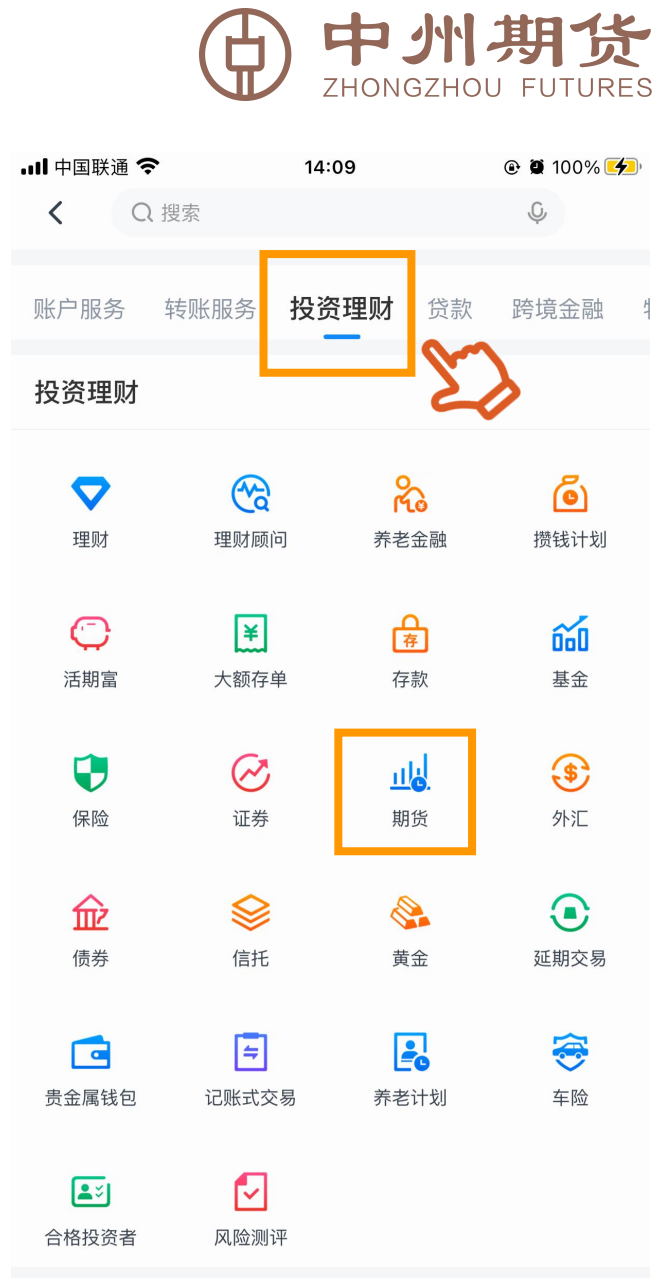 中州期货
ZHONGZHOU FUTURES
中国联通 14:09 100%
搜索
账户服务 转账服务 投资理财 贷款 跨境金融
投资理财
理财 理财顾问 养老金融 攒钱计划
¥ ¥
存
活期富 大额存单 存款 基金
$
保险 证券 期货 外汇
债券 信托 黄金 延期交易
贵金属钱包 记账式交易 养老计划 车险
合格投资者 风险测评